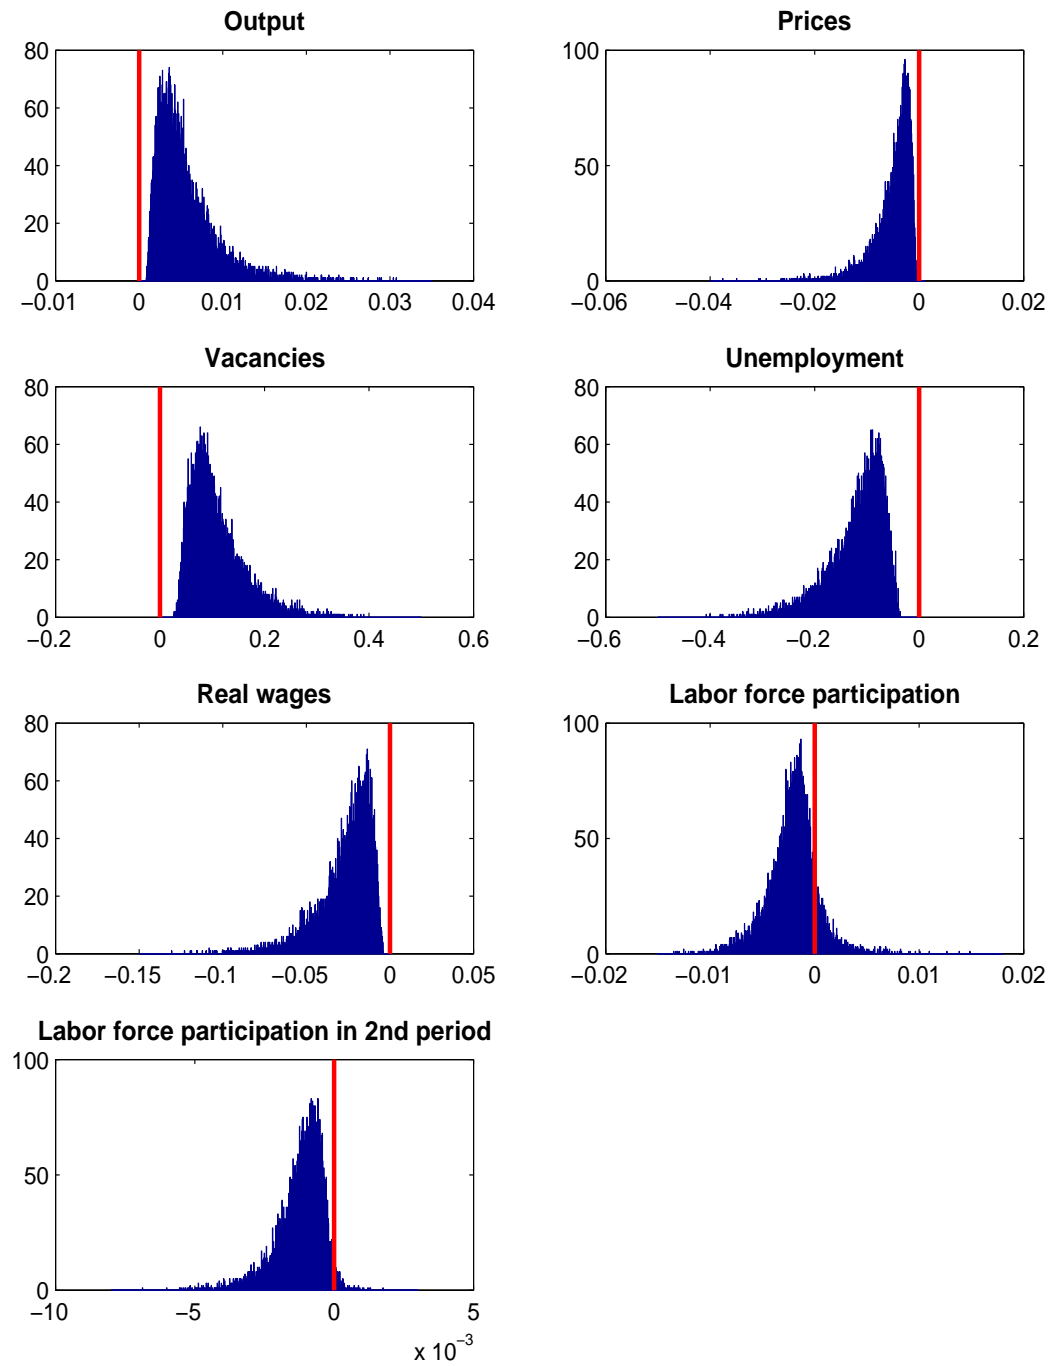 Output
Prices
80
60
40
20
0
−0.01 0 0.01 0.02 0.03 0.04
100
50
0
−0.06 −0.04 −0.02 0 0.02
Vacancies
Unemployment
80
60
40
20
0
−0.2 0 0.2 0.4 0.6
80
60
40
20
0
−0.6 −0.4 −0.2 0 0.2
Real wages
Labor force participation
80
60
40
20
0
−0.2 −0.15 −0.1 −0.05 0 0.05
100
50
0
−0.02 −0.01 0 0.01 0.02
Labor force participation in 2nd period
100
50
0
−10 −5 0 5
x 10⁻³